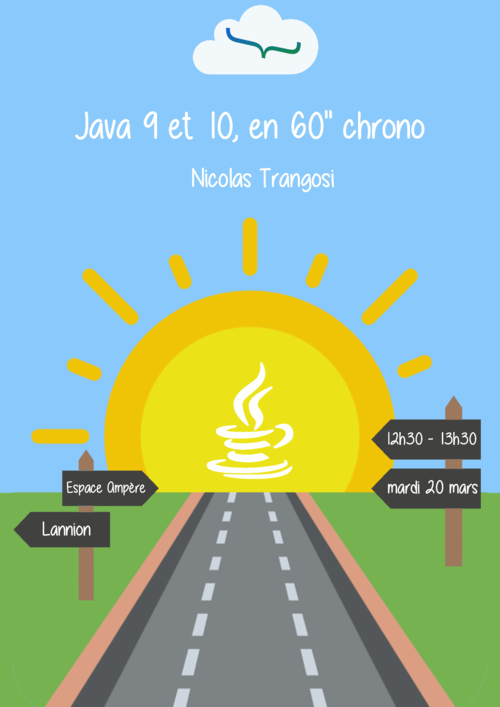 Java 9 et 10, en 60" chrono
Nicolas Trangosi
12h30 - 13h30
mardi 20 mars
Espace Ampère
Lannion